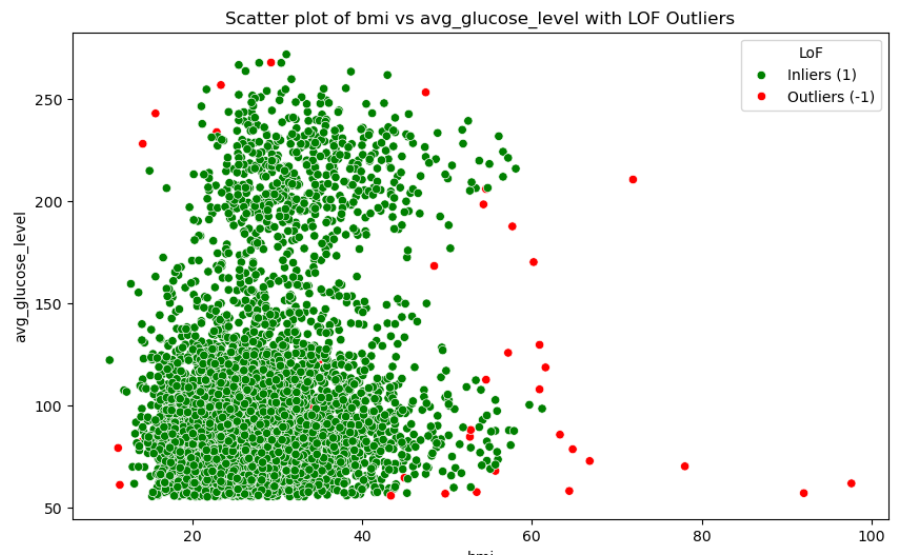 Scatter plot of bmi vs avg_glucose_level with LOF Outliers
LoF
Inliers (1)
Outliers (-1)
avg_glucose_level
250
200
150
100
50
20
40
60
80
100
bmi